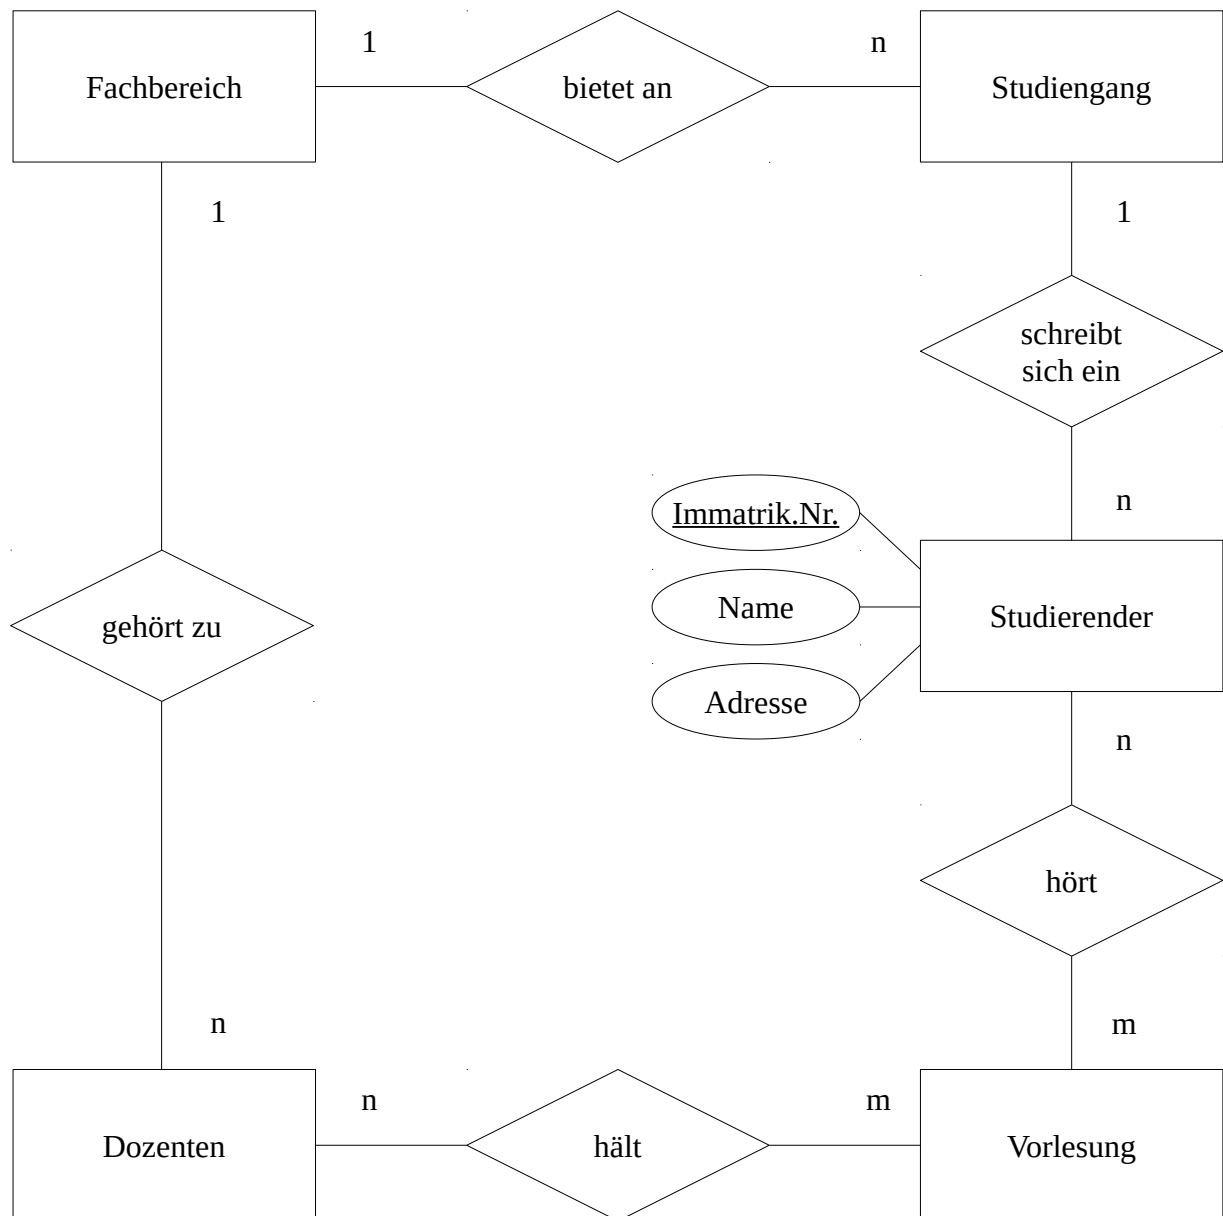 1
n
Fachbereich
bietet an
Studiengang
1
1
schreibt
sich ein
n
Immatrik.Nr.
Name
Studierender
gehört zu
Adresse
n
hört
n
m
n
m
Dozenten
hält
Vorlesung